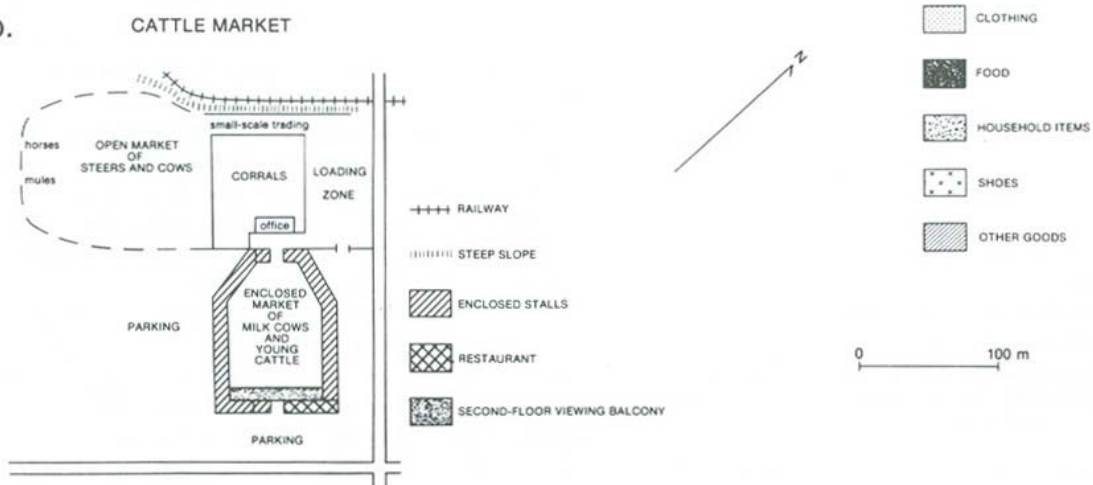 ).
CATTLE MARKET
N
small-scale trading
horses
mules
OPEN MARKET
OF
STEERS AND COWS
CORRALS
LOADING
ZONE
office
ENCLOSED
MARKET
OF
MILK COWS
AND
YOUNG
CATTLE
PARKING
PARKING
RAILWAY
STEEP SLOPE
ENCLOSED STALLS
RESTAURANT
SECOND-FLOOR VIEWING BALCONY
CLOTHING
FOOD
HOUSEHOLD ITEMS
SHOES
OTHER GOODS
0 100 m